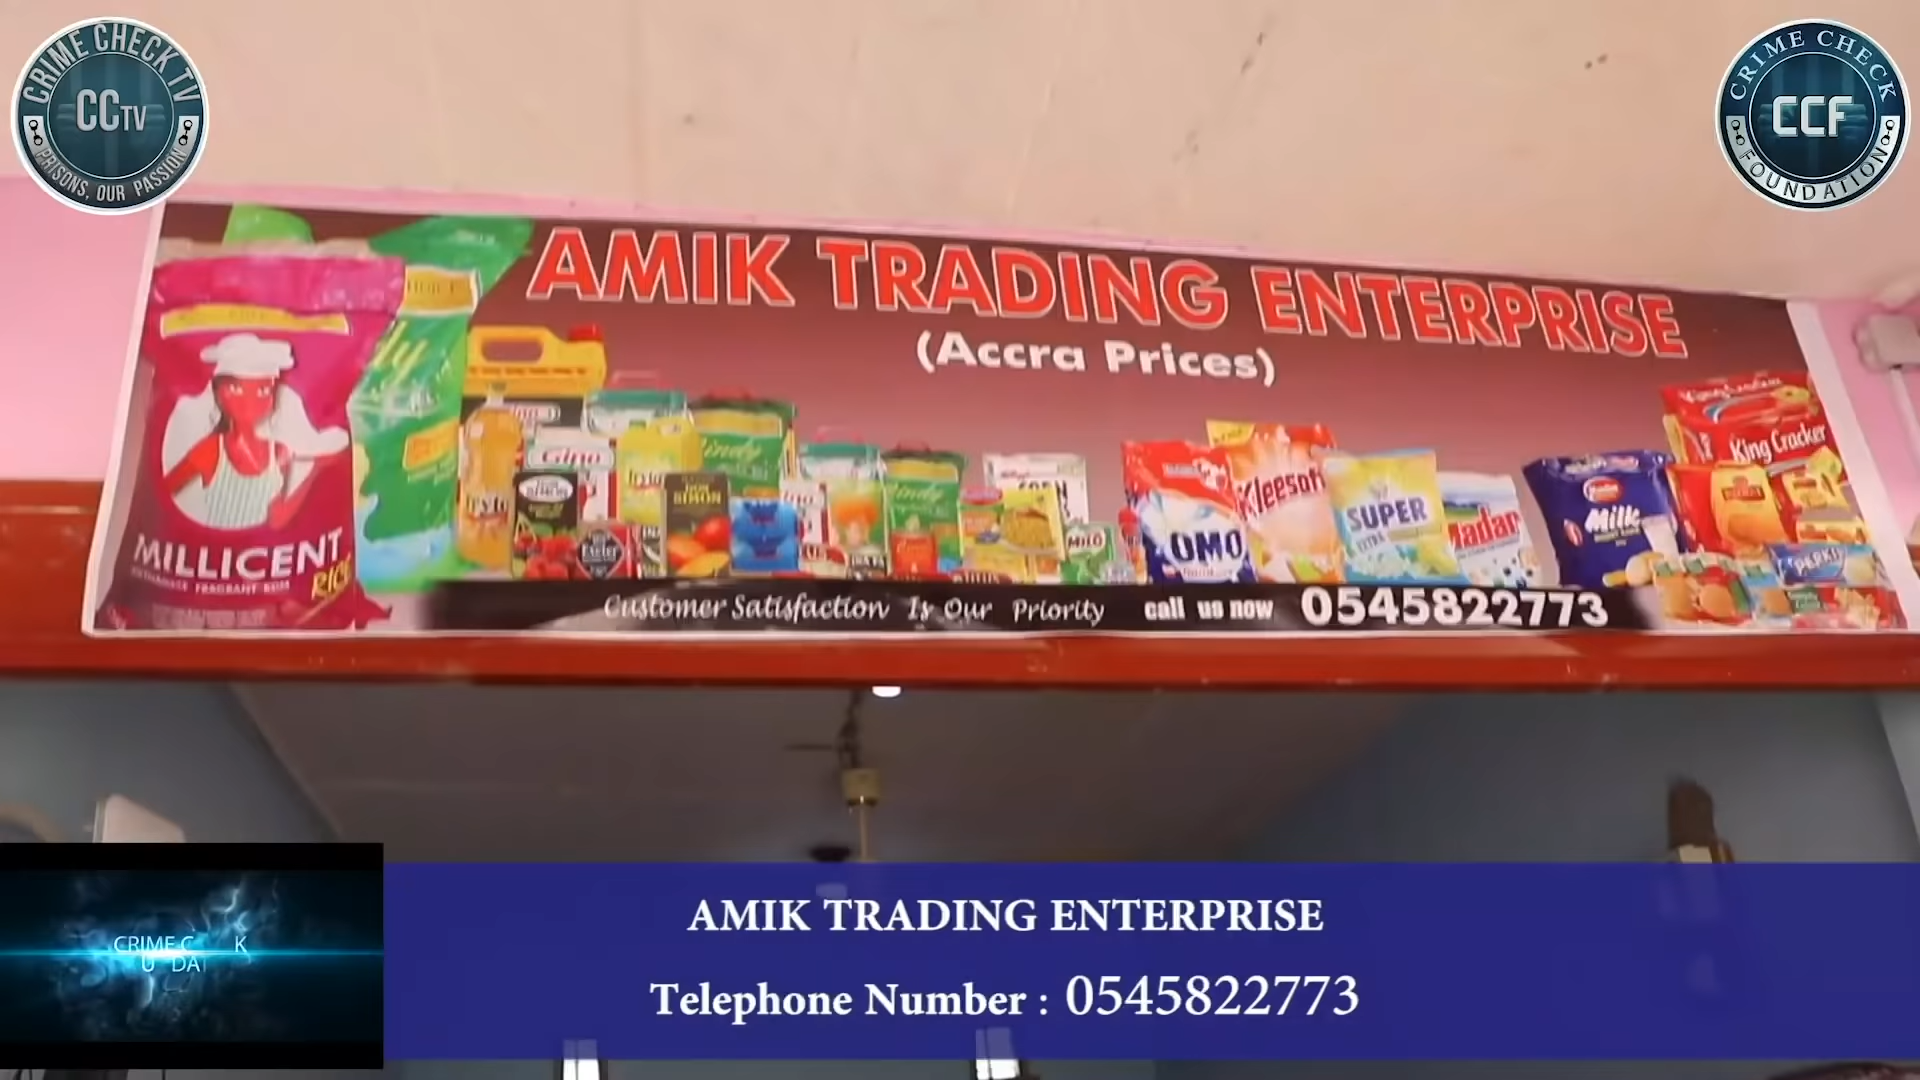 CRIME CHECK TV
CCTV
PRISONS, OUR PASSION
CRIME CHECK
CCF
FOUNDATION
AMIK TRADING ENTERPRISE
(Accra Prices)
MILLICENT
RICE
Gino
OMO
Kleesoft
SUPER
EXTRA
Madar
Milk
King Cracker
MILO
PERK
Customer Satisfaction Is Our Priority call us now 0545822773
AMIK TRADING ENTERPRISE
Telephone Number : 0545822773